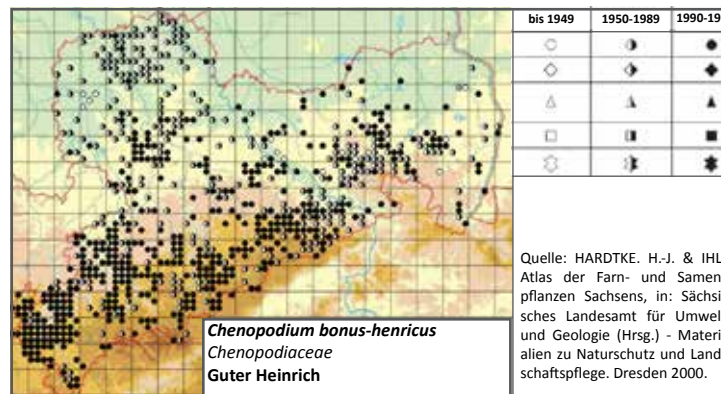 bis 1949 1950-1989 1990-19
Chenopodium bonus-henricus
Chenopodiaceae
Guter Heinrich
Quelle: HARDTKE. H.-J. & IHL
Atlas der Farn- und Samen
pflanzen Sachsens, in: Sächsi
sches Landesamt für Umwel
und Geologie (Hrsg.) - Materi
alien zu Naturschutz und Land
schaftspflege. Dresden 2000.